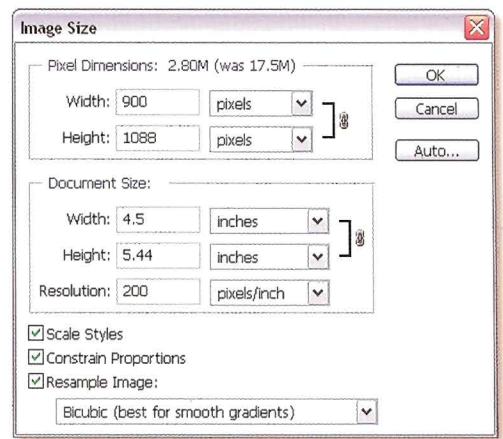 Image Size
Pixel Dimensions: 2.80M (was 17.5M)
Width: 900 pixels
Height: 1088 pixels
Document Size:
Width: 4.5 inches
Height: 5.44 inches
Resolution: 200 pixels/inch
Scale Styles
Constrain Proportions
Resample Image:
Bicubic (best for smooth gradients)
OK
Cancel
Auto...